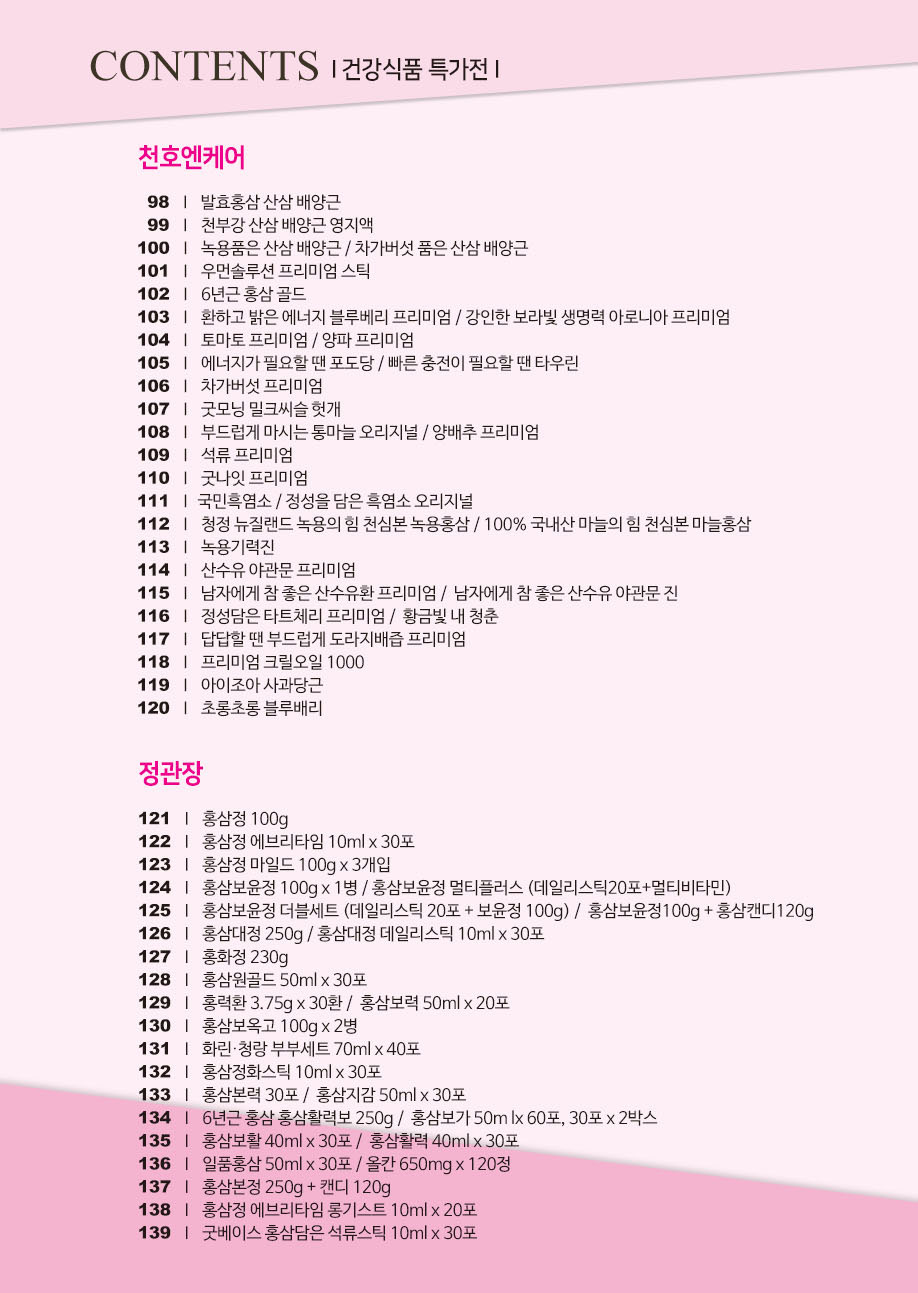 CONTENTS I 건강식품 특가전 I
천호엔케어
98 I 발효홍삼 산삼 배양근
99 I 천부강 산삼 배양근 영지액
100 I 녹용품은 산삼 배양근 / 차가버섯 품은 산삼 배양근
101 I 우먼솔루션 프리미엄 스틱
102 I 6년근 홍삼 골드
103 I 환하고 밝은 에너지 블루베리 프리미엄 / 강인한 보라빛 생명력 아로니아 프리미엄
104 I 토마토 프리미엄 / 양파 프리미엄
105 I 에너지가 필요할 땐 포도당 / 빠른 충전이 필요할 땐 타우린
106 I 차가버섯 프리미엄
107 I 굿모닝 밀크씨슬 헛개
108 I 부드럽게 마시는 통마늘 오리지널 / 양배추 프리미엄
109 I 석류 프리미엄
110 I 굿나잇 프리미엄
111 I 국민흑염소 / 정성을 담은 흑염소 오리지널
112 I 청정 뉴질랜드 녹용의 힘 천심본 녹용홍삼 / 100% 국내산 마늘의 힘 천심본 마늘홍삼
113 I 녹용기력진
114 I 산수유 야관문 프리미엄
115 I 남자에게 참 좋은 산수유환 프리미엄 / 남자에게 참 좋은 산수유 야관문 진
116 I 정성담은 타트체리 프리미엄 / 황금빛 내 청춘
117 I 답답할 땐 부드럽게 도라지배즙 프리미엄
118 I 프리미엄 크릴오일 1000
119 I 아이조아 사과당근
120 I 초롱초롱 블루배리
정관장
121 I 홍삼정 100g
122 I 홍삼정 에브리타임 10ml x 30포
123 I 홍삼정 마일드 100g x 3개입
124 I 홍삼보윤정 100g x 1병 / 홍삼보윤정 멀티플러스 (데일리스틱20포+멀티비타민)
125 I 홍삼보윤정 더블세트 (데일리스틱 20포 + 보윤정 100g) / 홍삼보윤정100g + 홍삼캔디120g
126 I 홍삼대정 250g / 홍삼대정 데일리스틱 10ml x 30포
127 I 홍화정 230g
128 I 홍삼원골드 50ml x 30포
129 I 홍력환 3.75g x 30환 / 홍삼보력 50ml x 20포
130 I 홍삼보옥고 100g x 2병
131 I 화린·청랑 부부세트 70ml x 40포
132 I 홍삼정화스틱 10ml x 30포
133 I 홍삼본력 30포 / 홍삼지감 50ml x 30포
134 I 6년근 홍삼 홍삼활력보 250g / 홍삼보가 50m lx 60포, 30포 x 2박스
135 I 홍삼보활 40ml x 30포 / 홍삼활력 40ml x 30포
136 I 일품홍삼 50ml x 30포 / 올칸 650mg x 120정
137 I 홍삼본정 250g + 캔디 120g
138 I 홍삼정 에브리타임 롱기스트 10ml x 20포
139 I 굿베이스 홍삼담은 석류스틱 10ml x 30포